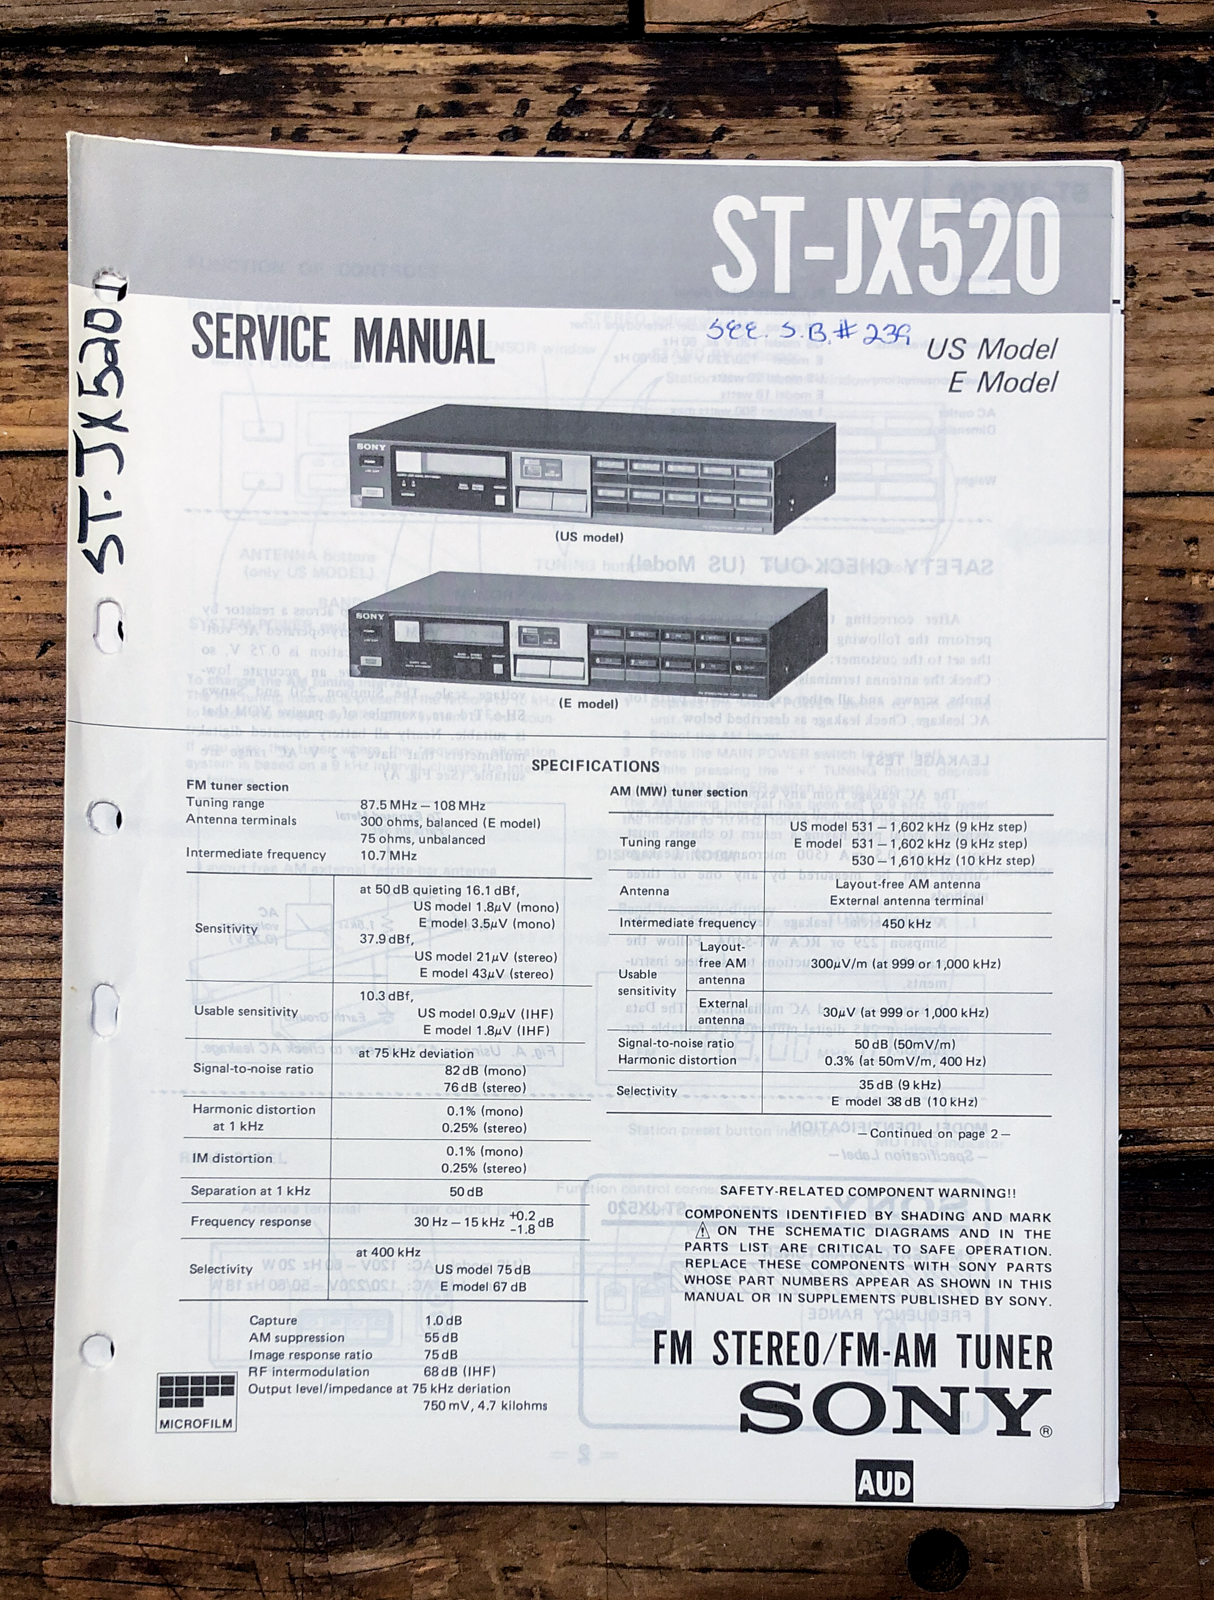 ST-JX520
SERVICE MANUAL
SEE. S.B.# 239
US Model
E Model
ST-JX520
SONY
(US model)
SONY
(E model)
SPECIFICATIONS
FM tuner section
Tuning range 87.5 MHz – 108 MHz
Antenna terminals 300 ohms, balanced (E model)
75 ohms, unbalanced
Intermediate frequency 10.7 MHz
Sensitivity
at 50 dB quieting 16.1 dBf,
US model 1.8μV (mono)
E model 3.5μV (mono)
37.9 dBf,
US model 21μV (stereo)
E model 43μV (stereo)
Usable sensitivity
10.3 dBf,
US model 0.9μV (IHF)
E model 1.8μV (IHF)
Signal-to-noise ratio
at 75 kHz deviation
82 dB (mono)
76 dB (stereo)
Harmonic distortion
at 1 kHz
0.1% (mono)
0.25% (stereo)
IM distortion
0.1% (mono)
0.25% (stereo)
Separation at 1 kHz 50 dB
Frequency response 30 Hz – 15 kHz +0.2 –1.8 dB
Selectivity
at 400 kHz
US model 75 dB
E model 67 dB
Capture 1.0 dB
AM suppression 55 dB
Image response ratio 75 dB
RF intermodulation 68 dB (IHF)
Output level/impedance at 75 kHz deriation
750 mV, 4.7 kilohms
MICROFILM
AM (MW) tuner section
Tuning range
US model 531 – 1,602 kHz (9 kHz step)
E model 531 – 1,602 kHz (9 kHz step)
530 – 1,610 kHz (10 kHz step)
Antenna
Layout-free AM antenna
External antenna terminal
Intermediate frequency 450 kHz
Usable
sensitivity
Layout-
free AM
antenna
300μV/m (at 999 or 1,000 kHz)
External
antenna
30μV (at 999 or 1,000 kHz)
Signal-to-noise ratio 50 dB (50mV/m)
Harmonic distortion 0.3% (at 50mV/m, 400 Hz)
Selectivity
35 dB (9 kHz)
E model 38 dB (10 kHz)
– Continued on page 2 –
SAFETY-RELATED COMPONENT WARNING!!
COMPONENTS IDENTIFIED BY SHADING AND MARK
⚠ ON THE SCHEMATIC DIAGRAMS AND IN THE
PARTS LIST ARE CRITICAL TO SAFE OPERATION.
REPLACE THESE COMPONENTS WITH SONY PARTS
WHOSE PART NUMBERS APPEAR AS SHOWN IN THIS
MANUAL OR IN SUPPLEMENTS PUBLISHED BY SONY.
FM STEREO/FM-AM TUNER
SONY®
AUD